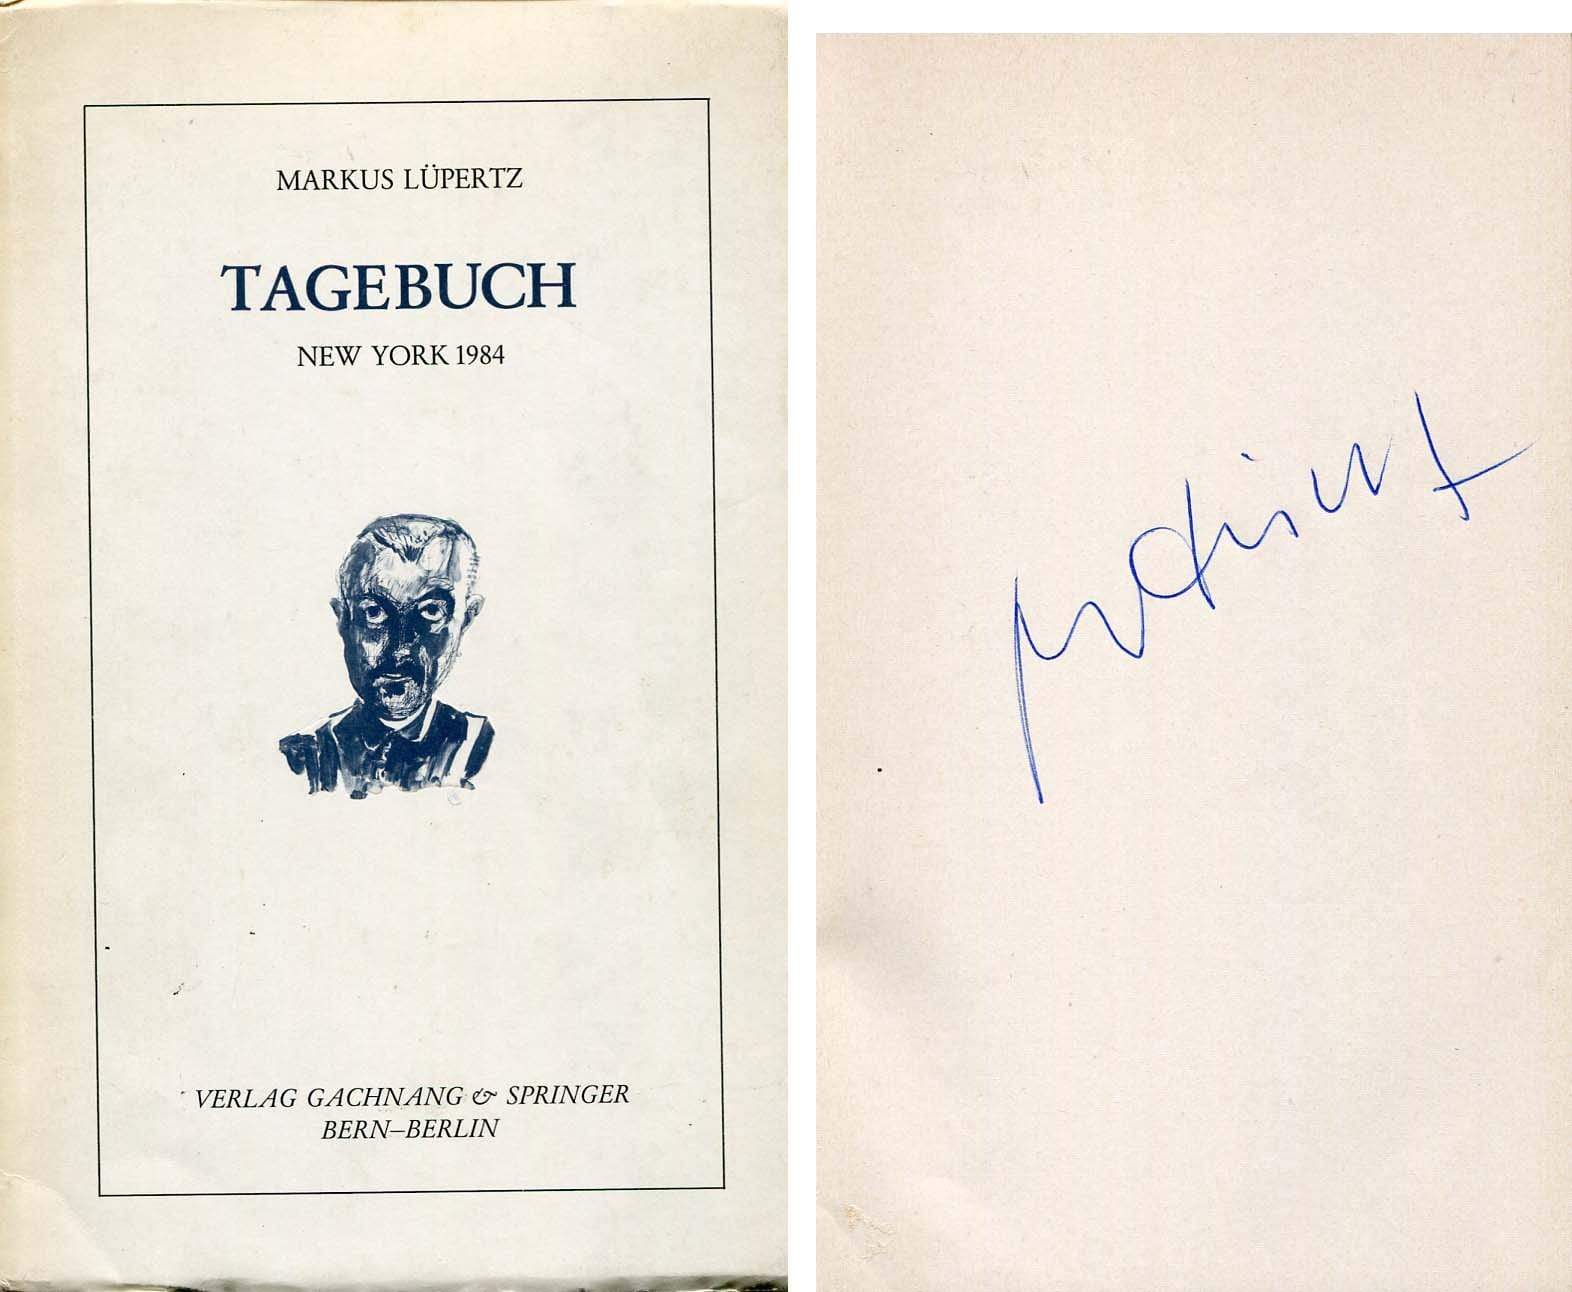 MARKUS LÜPERTZ
TAGEBUCH
NEW YORK 1984
VERLAG GACHNANG & SPRINGER
BERN–BERLIN